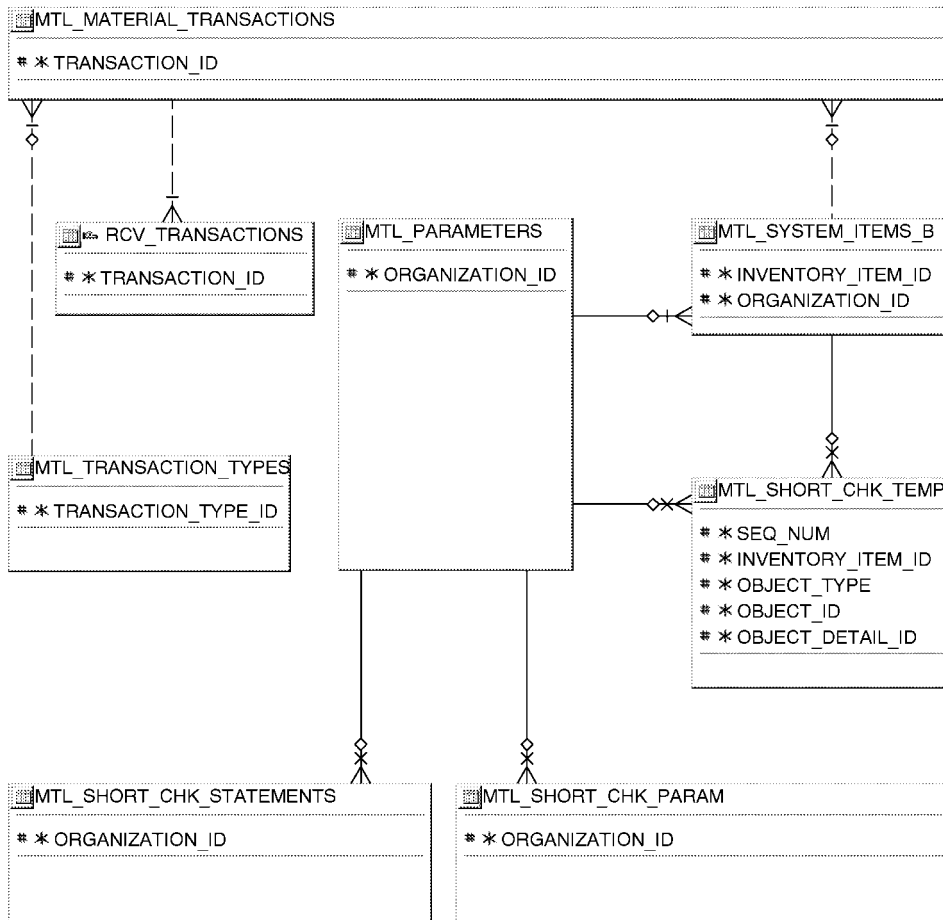 MTL_MATERIAL_TRANSACTIONS
# * TRANSACTION_ID
RCV_TRANSACTIONS
# * TRANSACTION_ID
MTL_PARAMETERS
# * ORGANIZATION_ID
MTL_SYSTEM_ITEMS_B
# * INVENTORY_ITEM_ID
# * ORGANIZATION_ID
MTL_TRANSACTION_TYPES
# * TRANSACTION_TYPE_ID
MTL_SHORT_CHK_TEMP
# * SEQ_NUM
# * INVENTORY_ITEM_ID
# * OBJECT_TYPE
# * OBJECT_ID
# * OBJECT_DETAIL_ID
MTL_SHORT_CHK_STATEMENTS
# * ORGANIZATION_ID
MTL_SHORT_CHK_PARAM
# * ORGANIZATION_ID